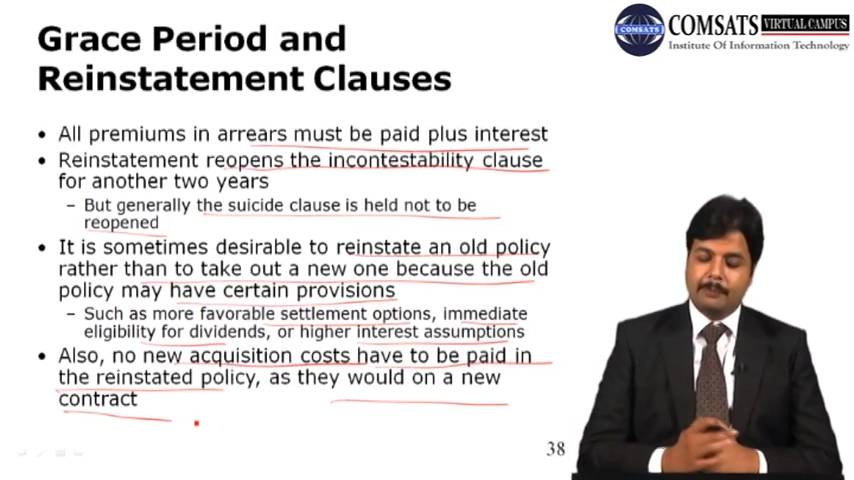 Grace Period and
Reinstatement Clauses
COMSATS VIRTUAL CAMPUS
COMSATS
Institute Of Information Technology
• All premiums in arrears must be paid plus interest
• Reinstatement reopens the incontestability clause
for another two years
– But generally the suicide clause is held not to be
reopened
• It is sometimes desirable to reinstate an old policy
rather than to take out a new one because the old
policy may have certain provisions
– Such as more favorable settlement options, immediate
eligibility for dividends, or higher interest assumptions
• Also, no new acquisition costs have to be paid in
the reinstated policy, as they would on a new
contract
38